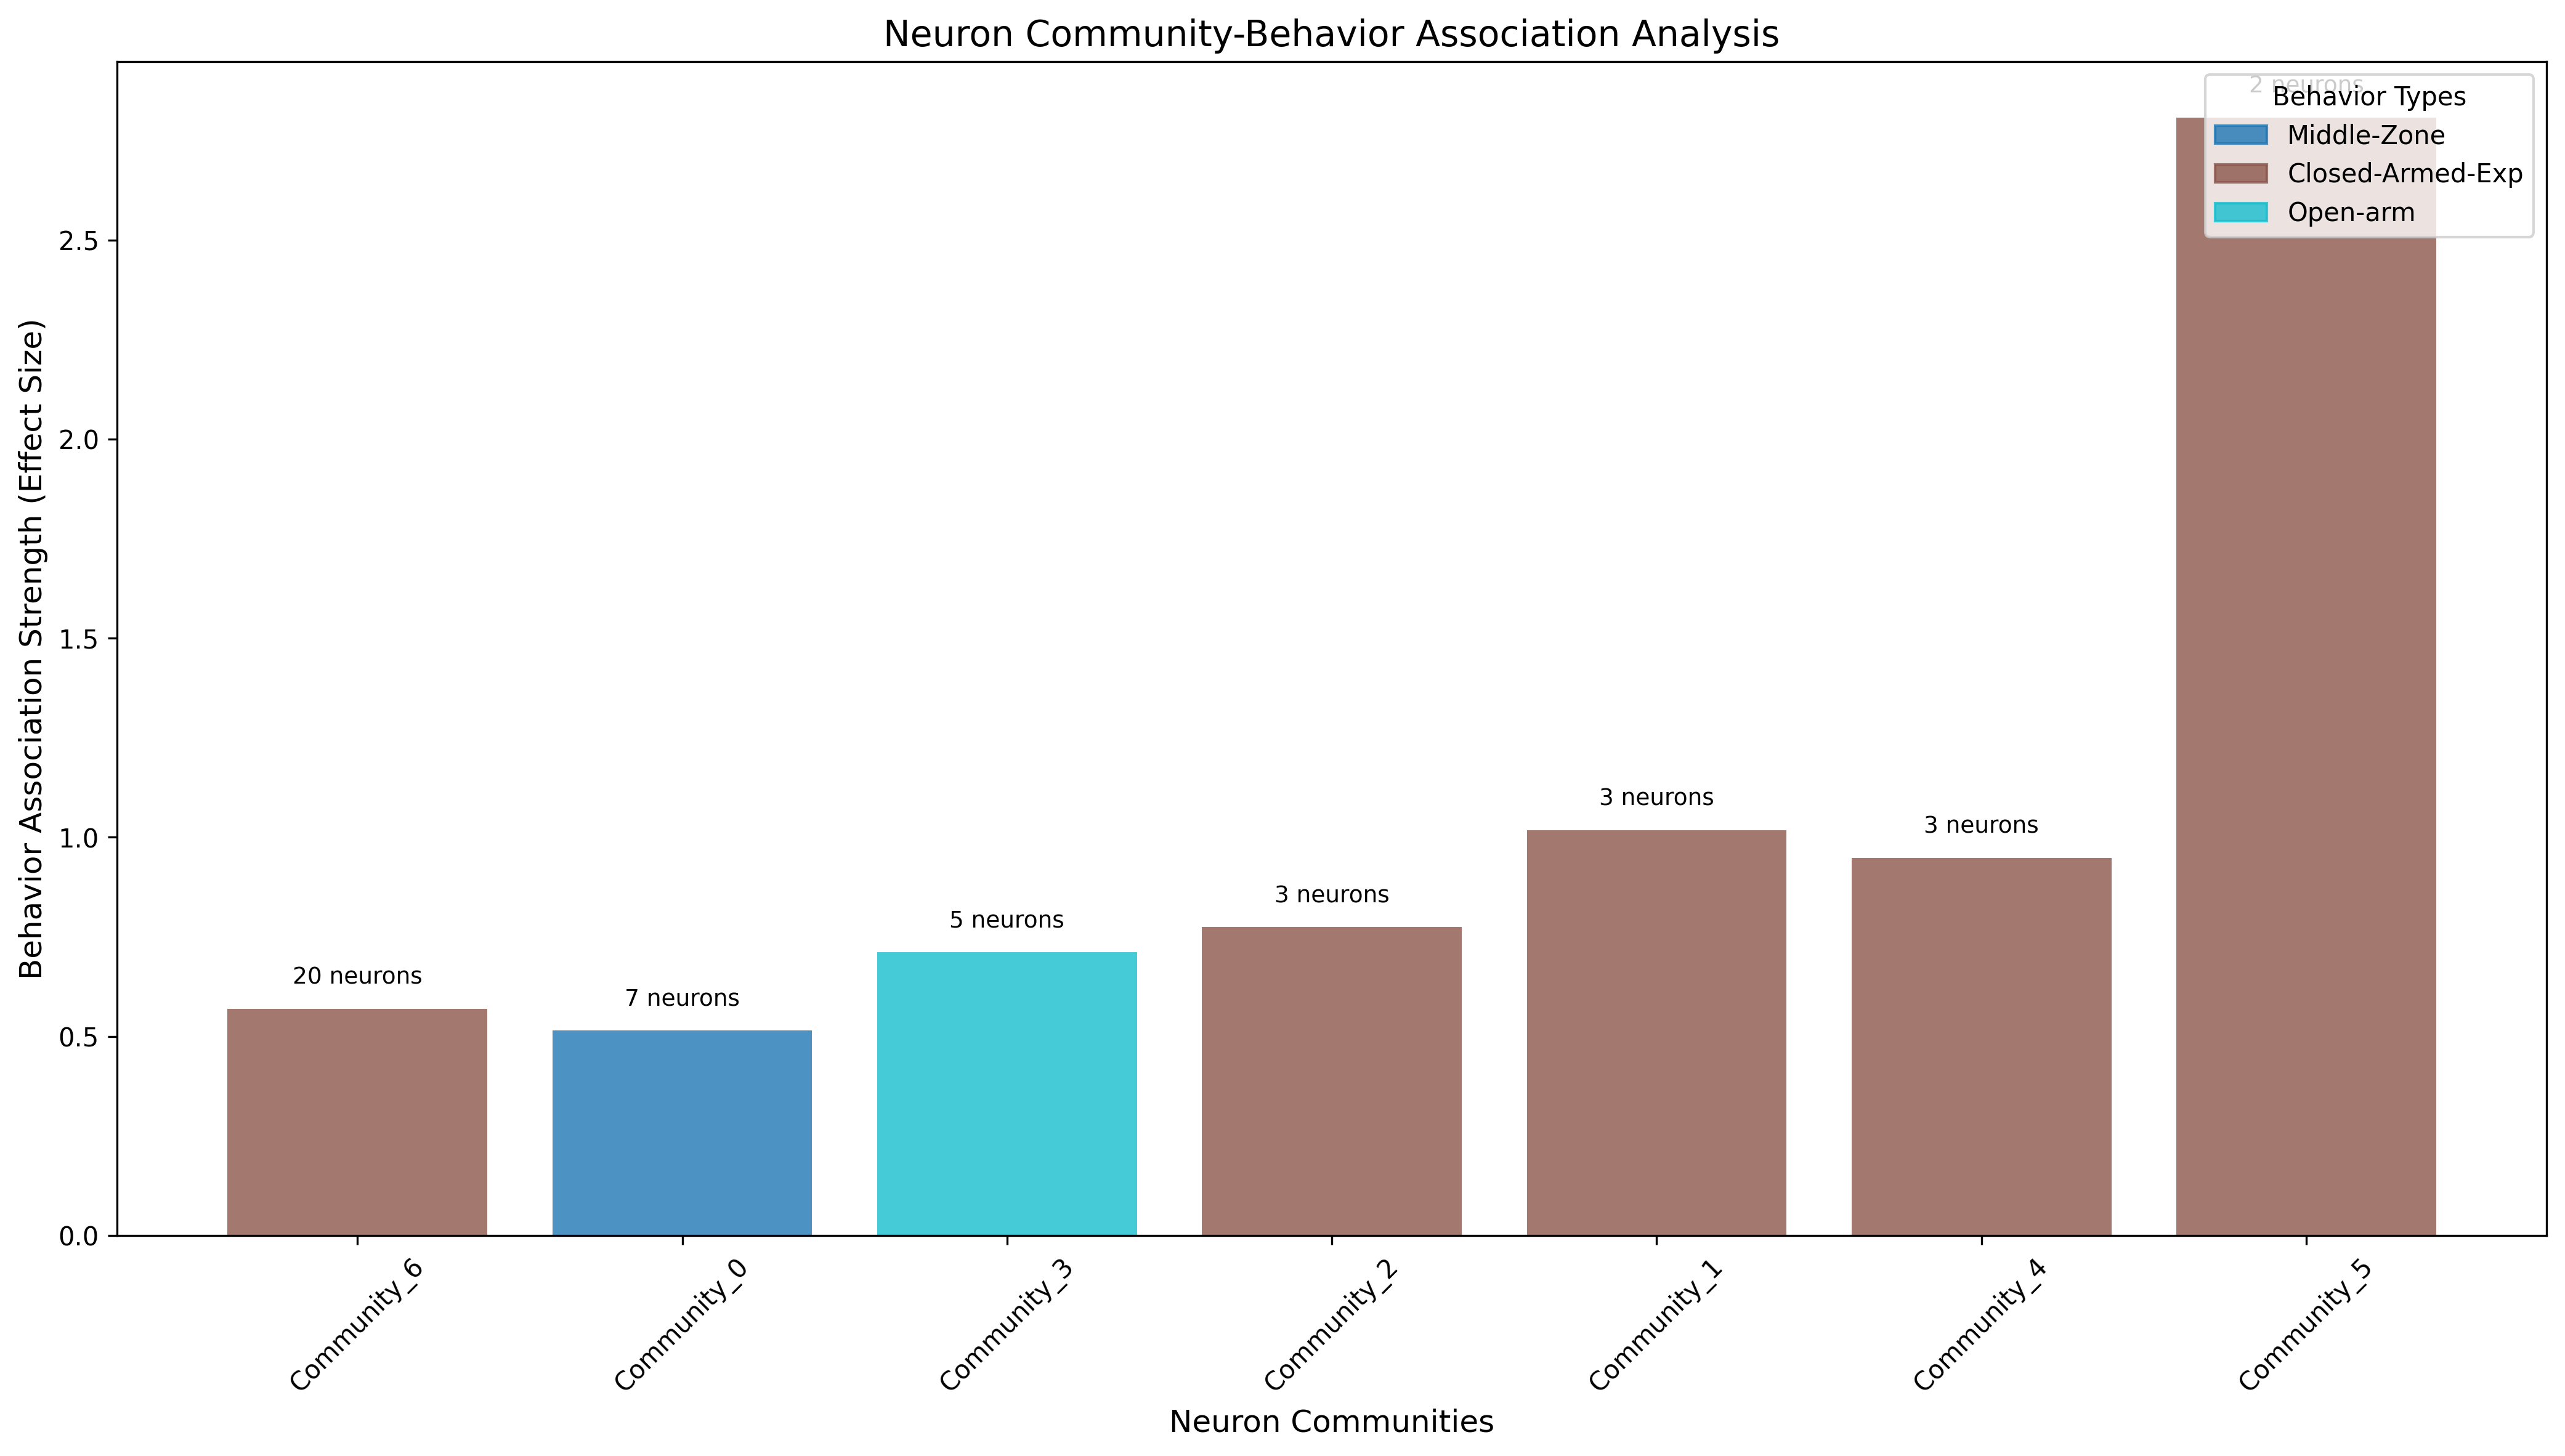 Neuron Community-Behavior Association Analysis
Behavior Association Strength (Effect Size)
2.5
2.0
1.5
1.0
0.5
0.0
2 neurons
Behavior Types
Middle-Zone
Closed-Armed-Exp
Open-arm
20 neurons
7 neurons
5 neurons
3 neurons
3 neurons
3 neurons
Community_6
Community_0
Community_3
Community_2
Community_1
Community_4
Community_5
Neuron Communities